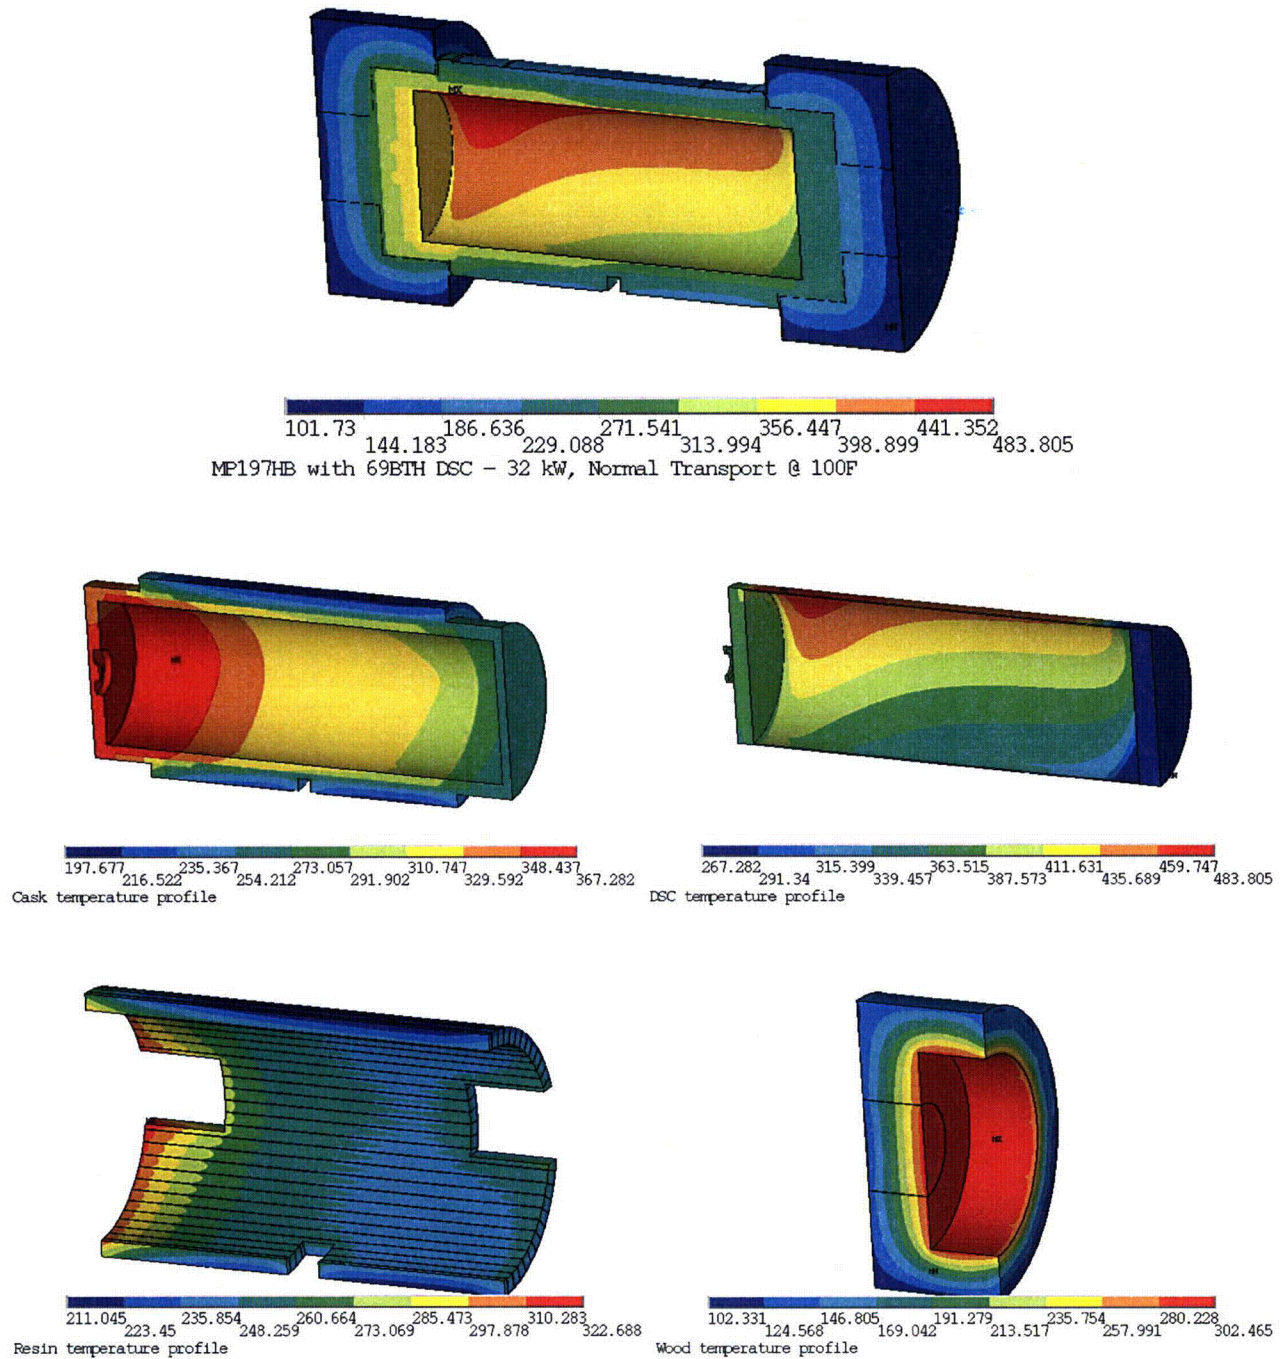 MX
MN
101.73 186.636 271.541 356.447 441.352
144.183 229.088 313.994 398.899 483.805
MP197HB with 69BTH DSC - 32 kW, Normal Transport @ 100F
197.677 235.367 273.057 310.747 348.437
216.522 254.212 291.902 329.592 367.282
Cask temperature profile
267.282 315.399 363.515 411.631 459.747
291.34 339.457 387.573 435.689 483.805
DSC temperature profile
211.045 235.854 260.664 285.473 310.283
223.45 248.259 273.069 297.878 322.688
Resin temperature profile
102.331 146.805 191.279 235.754 280.228
124.568 169.042 213.517 257.991 302.465
Wood temperature profile